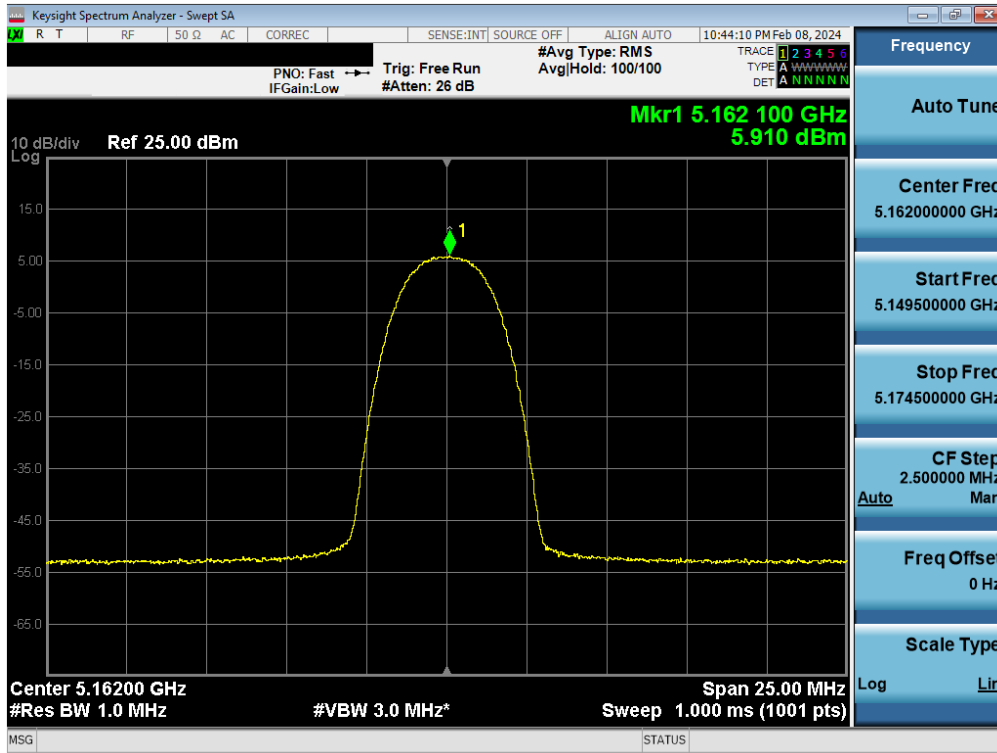 Keysight Spectrum Analyzer - Swept SA
LXI R T RF 50 Ω AC CORREC SENSE:INT SOURCE OFF ALIGN AUTO 10:44:10 PM Feb 08, 2024
#Avg Type: RMS TRACE 1 2 3 4 5 6
PNO: Fast Trig: Free Run Avg|Hold: 100/100 TYPE A WWWWW
IFGain:Low #Atten: 26 dB DET A N N N N N
Mkr1 5.162 100 GHz
5.910 dBm
10 dB/div Ref 25.00 dBm
Log
1
15.0
5.00
-5.00
-15.0
-25.0
-35.0
-45.0
-55.0
-65.0
Center 5.16200 GHz Span 25.00 MHz
#Res BW 1.0 MHz #VBW 3.0 MHz* Sweep 1.000 ms (1001 pts)
MSG STATUS
Frequency
Auto Tune
Center Freq
5.162000000 GHz
Start Freq
5.149500000 GHz
Stop Freq
5.174500000 GHz
CF Step
2.500000 MHz
Auto Man
Freq Offset
0 Hz
Scale Type
Log Lin